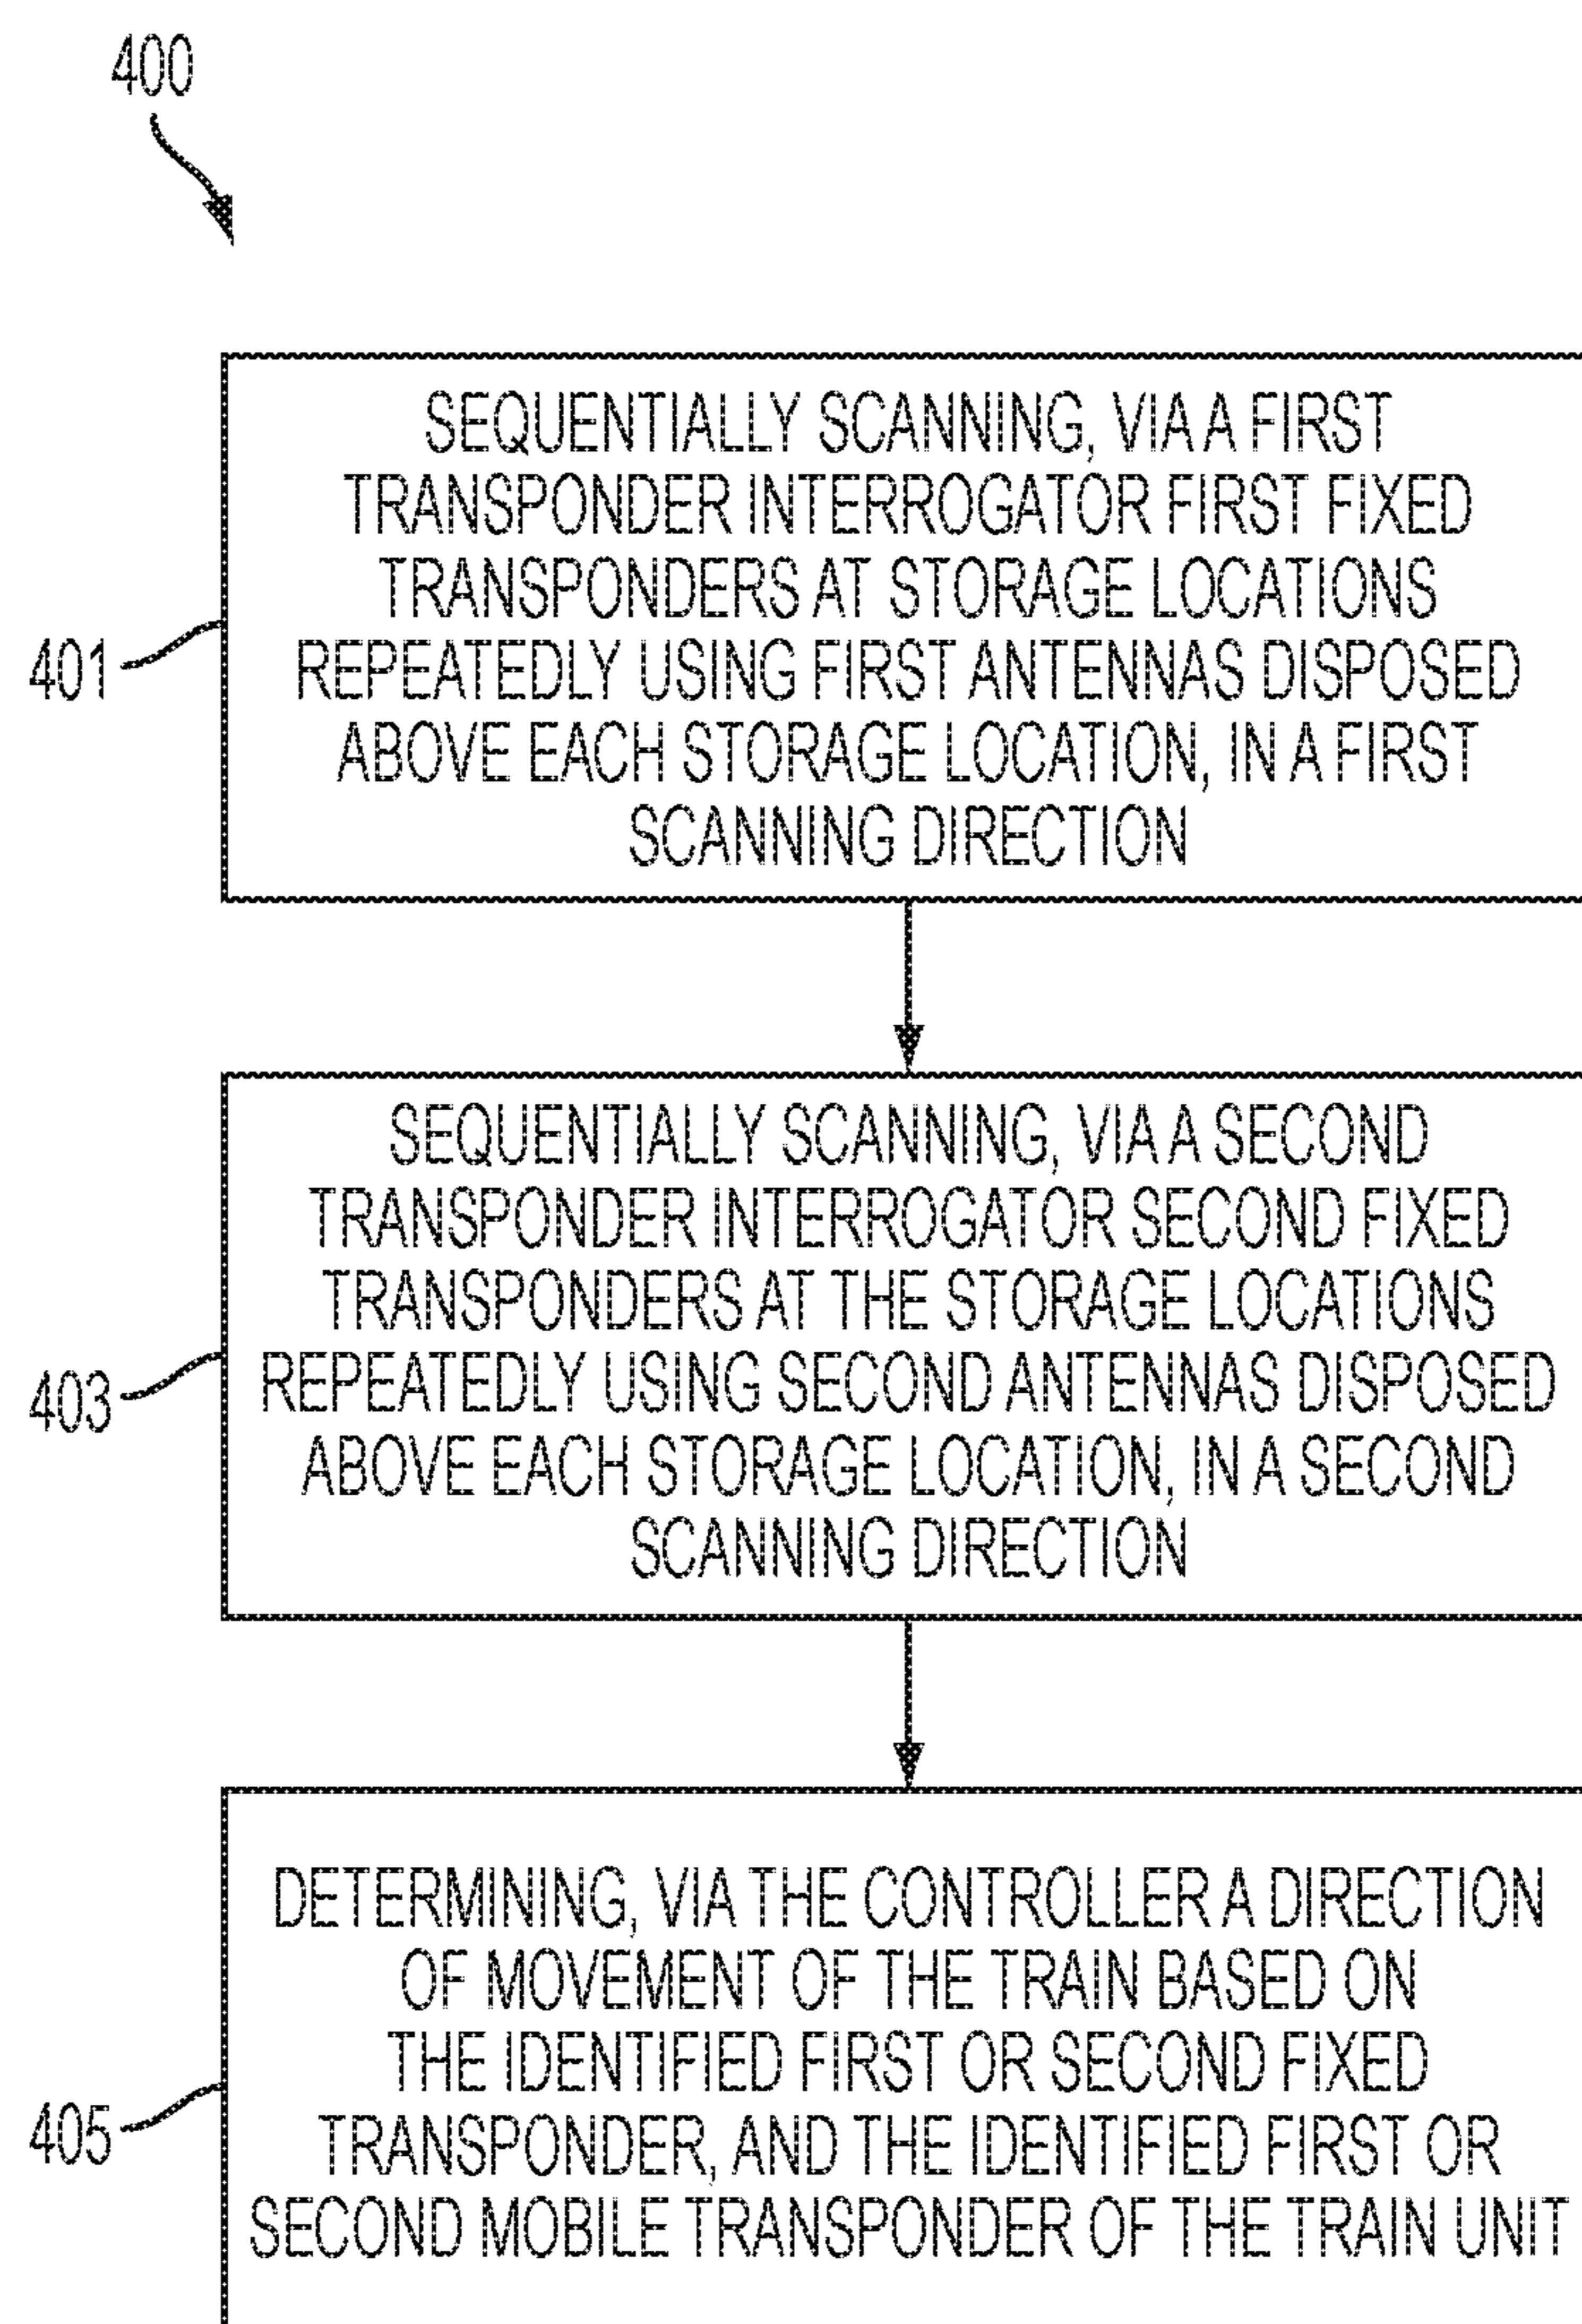 400
SEQUENTIALLY SCANNING, VIA A FIRST
TRANSPONDER INTERROGATOR FIRST FIXED
TRANSPONDERS AT STORAGE LOCATIONS
REPEATEDLY USING FIRST ANTENNAS DISPOSED
ABOVE EACH STORAGE LOCATION, IN A FIRST
SCANNING DIRECTION
401
SEQUENTIALLY SCANNING, VIA A SECOND
TRANSPONDER INTERROGATOR SECOND FIXED
TRANSPONDERS AT THE STORAGE LOCATIONS
REPEATEDLY USING SECOND ANTENNAS DISPOSED
ABOVE EACH STORAGE LOCATION, IN A SECOND
SCANNING DIRECTION
403
DETERMINING, VIA THE CONTROLLER A DIRECTION
OF MOVEMENT OF THE TRAIN BASED ON
THE IDENTIFIED FIRST OR SECOND FIXED
TRANSPONDER, AND THE IDENTIFIED FIRST OR
SECOND MOBILE TRANSPONDER OF THE TRAIN UNIT
405